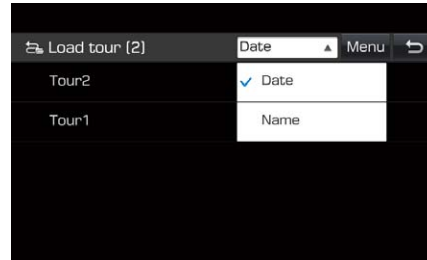 Load tour (2) Date Menu
Tour2
Date
Tour1
Name